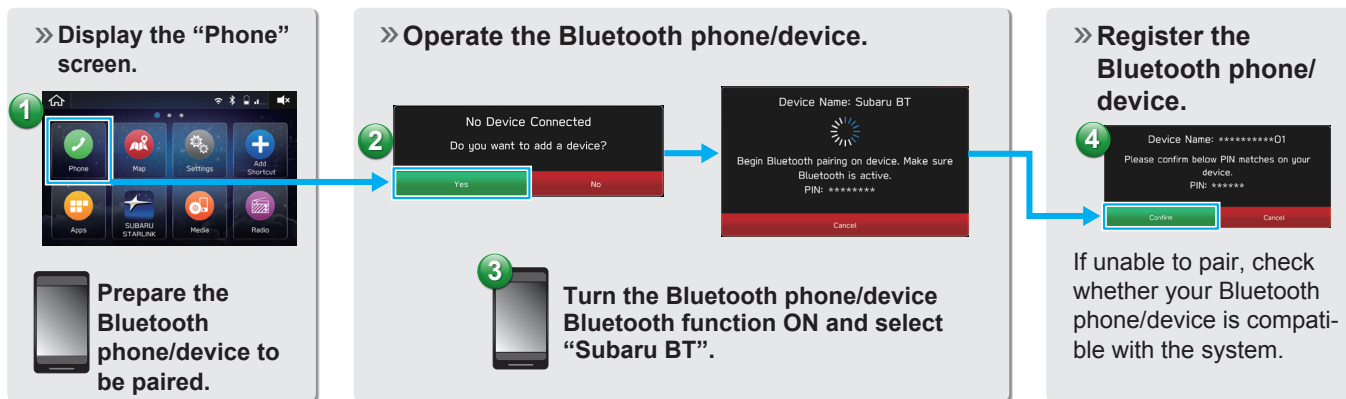 » Display the “Phone”
screen.
1
Phone
Map
Settings
Add
Shortcut
Apps
SUBARU
STARLINK
Media
Radio
Prepare the
Bluetooth
phone/device to
be paired.
» Operate the Bluetooth phone/device.
2
No Device Connected
Do you want to add a device?
Yes
No
Device Name: Subaru BT
Begin Bluetooth pairing on device. Make sure
Bluetooth is active.
PIN: ********
Cancel
3
Turn the Bluetooth phone/device
Bluetooth function ON and select
“Subaru BT”.
» Register the
Bluetooth phone/
device.
4
Device Name: **********01
Please confirm below PIN matches on your
device.
PIN: ******
Confirm
Cancel
If unable to pair, check
whether your Bluetooth
phone/device is compati-
ble with the system.